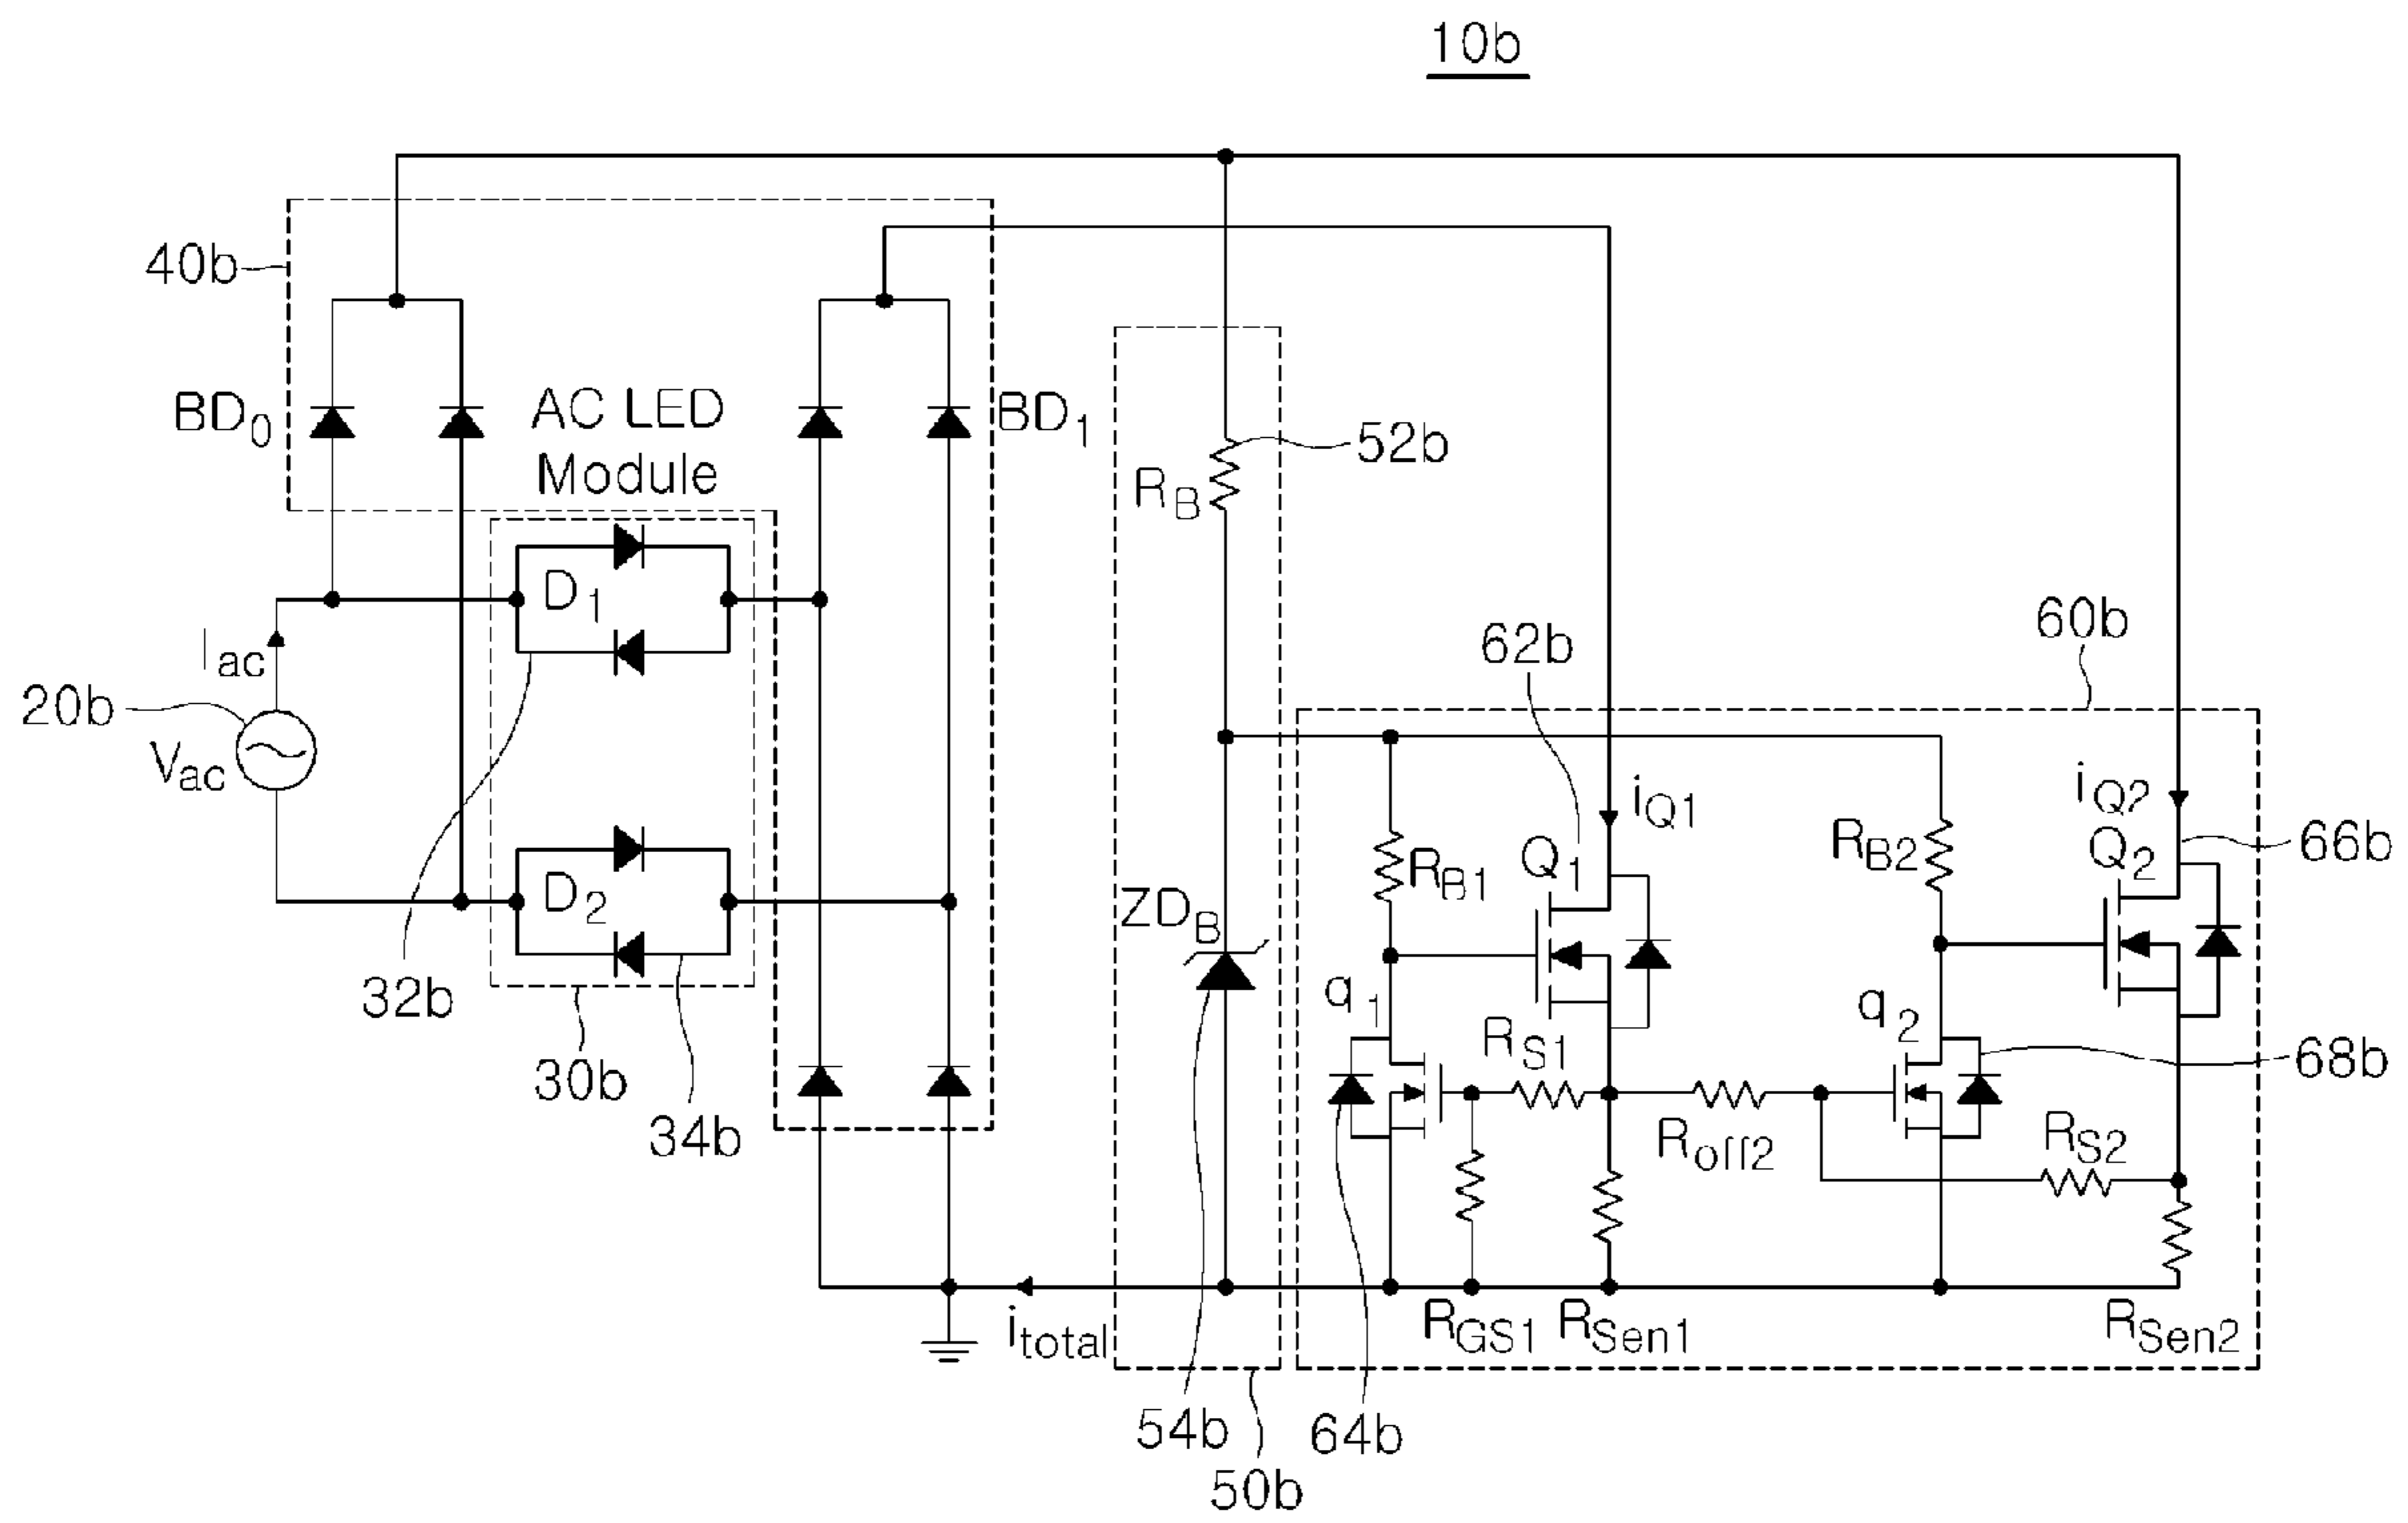 10b
40b
BD0
AC LED
Module
BD1
52b
RB
D1
Iac
20b
Vac
62b
60b
iQ1
iQ2
RB1
Q1
RB2
Q2
66b
D2
ZDB
32b
q1
q2
RS1
30b
34b
Roff2
RS2
68b
itotal
RGS1
RSen1
RSen2
54b
64b
50b